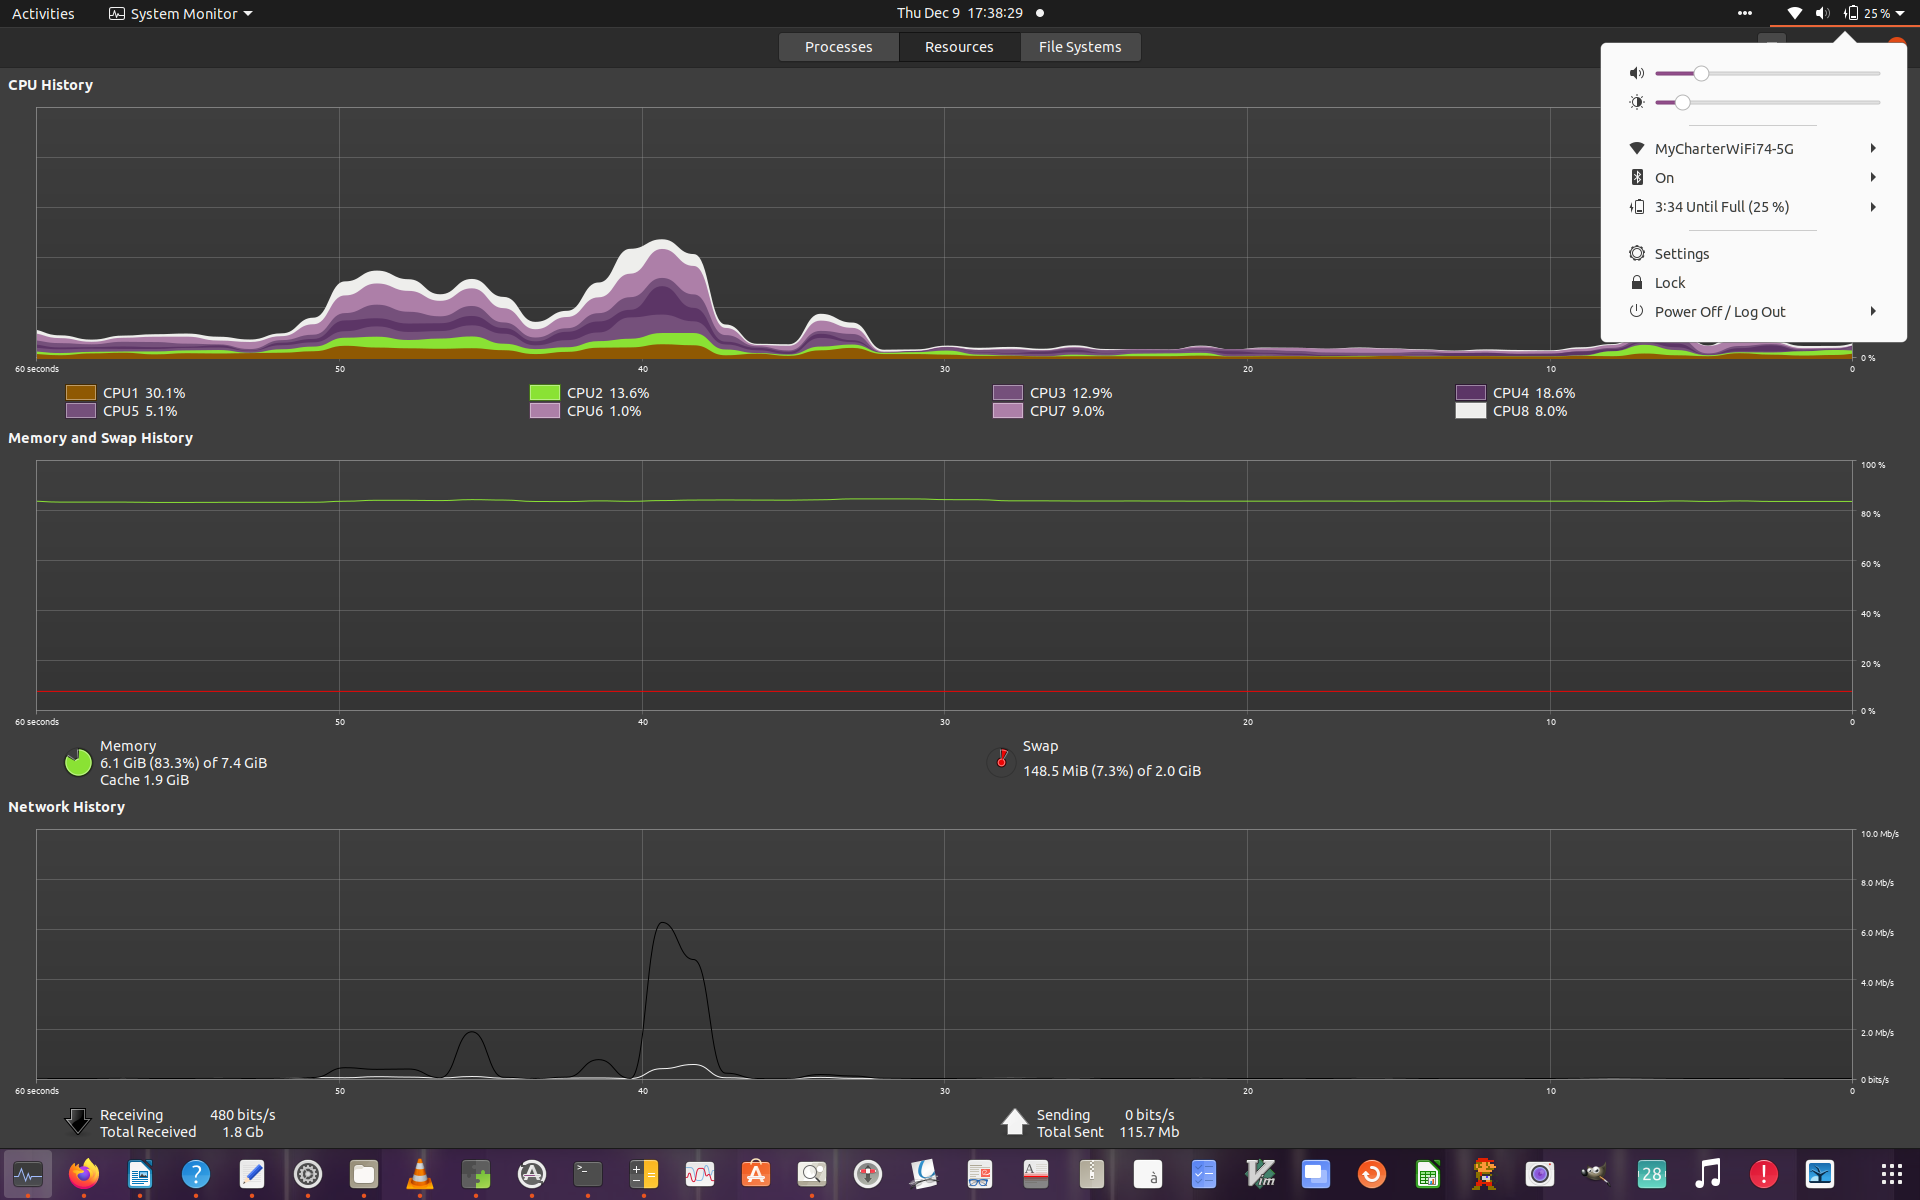 Activities
System Monitor
Thu Dec 9 17:38:29
25 %
Processes
Resources
File Systems
MyCharterWiFi74-5G
On
3:34 Until Full (25 %)
Settings
Lock
Power Off / Log Out
CPU History
0 %
60 seconds 50 40 30 20 10 0
CPU1 30.1% CPU2 13.6% CPU3 12.9% CPU4 18.6%
CPU5 5.1% CPU6 1.0% CPU7 9.0% CPU8 8.0%
Memory and Swap History
100 %
80 %
60 %
40 %
20 %
0 %
60 seconds 50 40 30 20 10 0
Memory
6.1 GiB (83.3%) of 7.4 GiB
Cache 1.9 GiB
Swap
148.5 MiB (7.3%) of 2.0 GiB
Network History
10.0 Mb/s
8.0 Mb/s
6.0 Mb/s
4.0 Mb/s
2.0 Mb/s
0 bits/s
60 seconds 50 40 30 20 10 0
Receiving 480 bits/s
Total Received 1.8 Gb
Sending 0 bits/s
Total Sent 115.7 Mb
?
>_
A
à
Vim
28
!